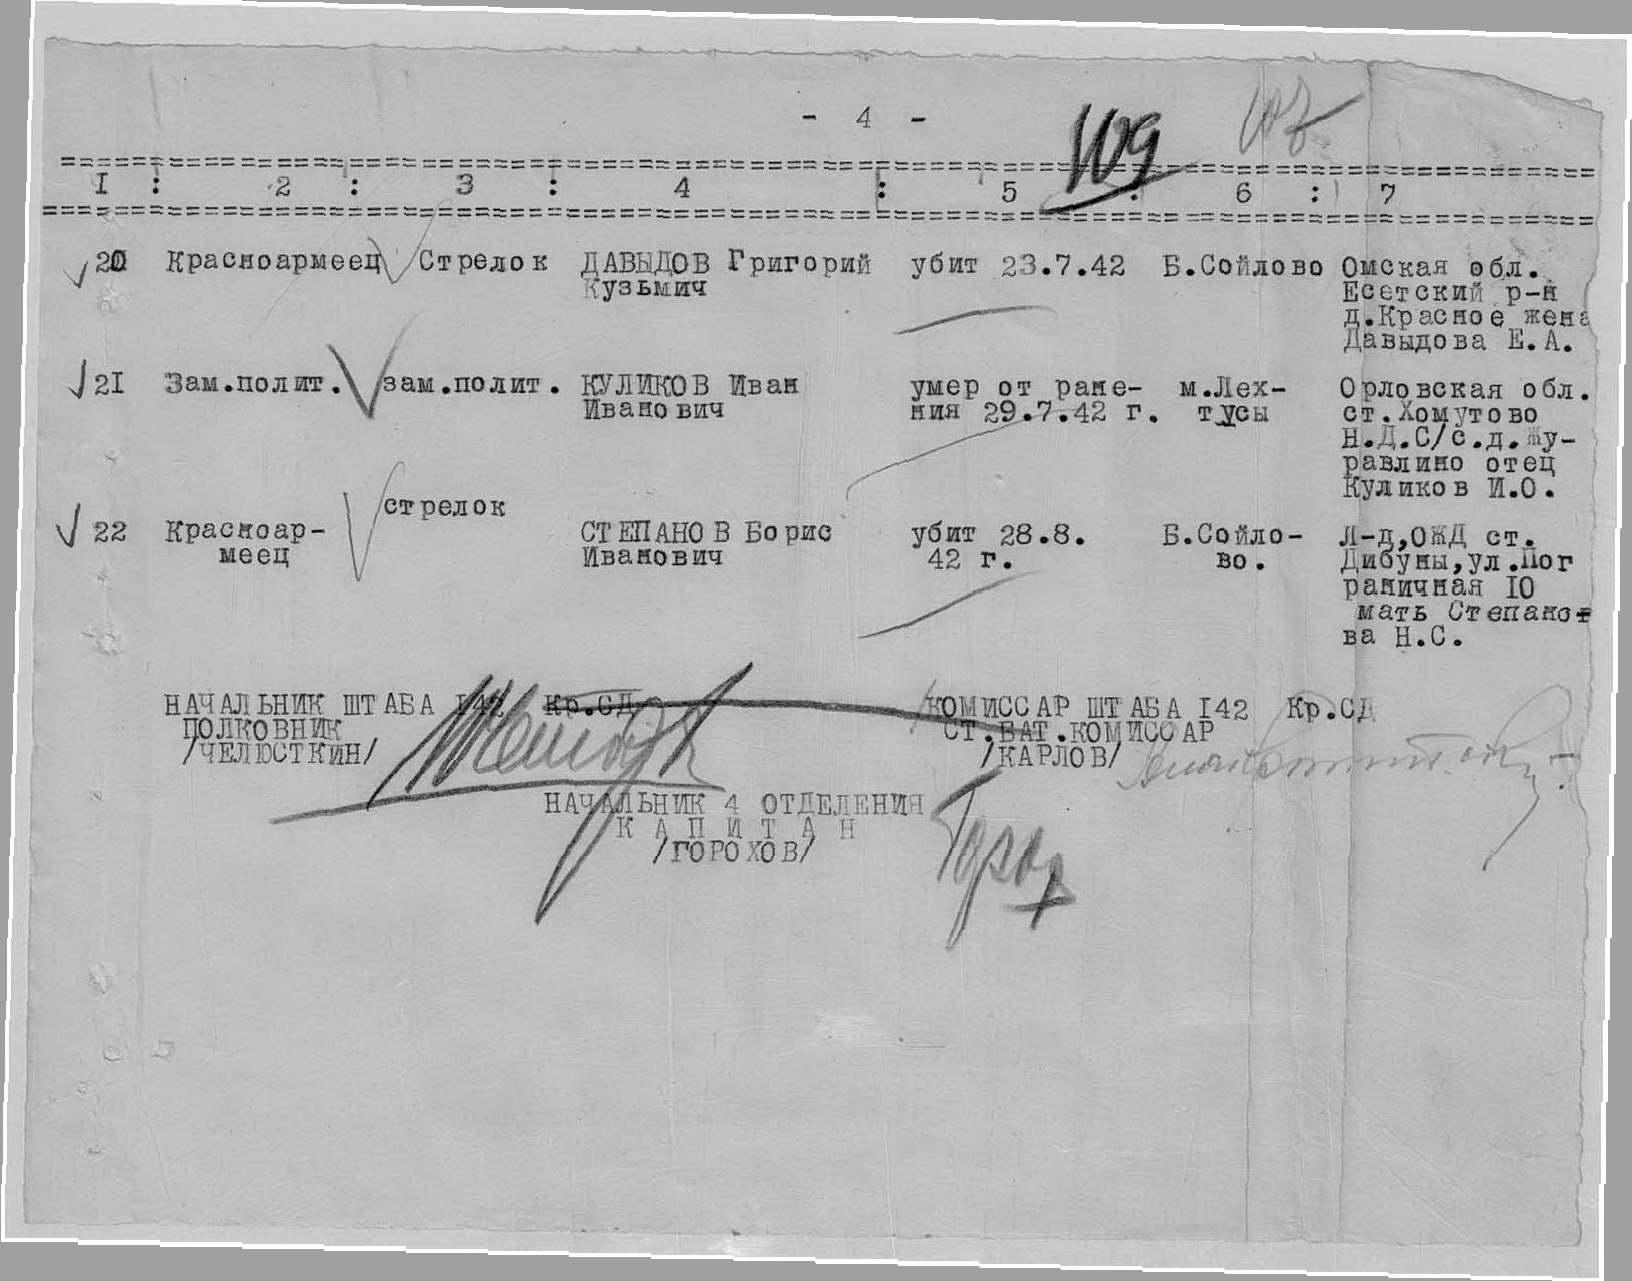 - 4 -
109
107
I : 2 : 3 : 4 : 5 : 6 : 7
20 Красноармеец Стрелок ДАВЫДОВ Григорий убит 23.7.42 Б.Сойлово Омская обл.
Кузьмич Есетский р-н
д.Красное жена
Давыдова Е.А.
21 Зам.полит. зам.полит. КУЛИКОВ Иван умер от ране- м.Лех- Орловская обл.
Иванович ния 29.7.42 г. тусы ст.Хомутово
Н.Д.С/с.д.Жу-
равлино отец
Куликов И.О.
стрелок
22 Красноар- СТЕПАНОВ Борис убит 28.8. Б.Сойло- Л-д,ОЖД ст.
меец Иванович 42 г. во. Дибуны,ул.Пог
раничная 10
мать Степано
ва Н.С.
НАЧАЛЬНИК ШТАБА 142 Кр.СД КОМИССАР ШТАБА 142 Кр.СД
ПОЛКОВНИК СТ.БАТ.КОМИССАР
/ЧЕЛЮСТКИН/ /КАРЛОВ/
НАЧАЛЬНИК 4 ОТДЕЛЕНИЯ
К А П И Т А Н
/ГОРОХОВ/